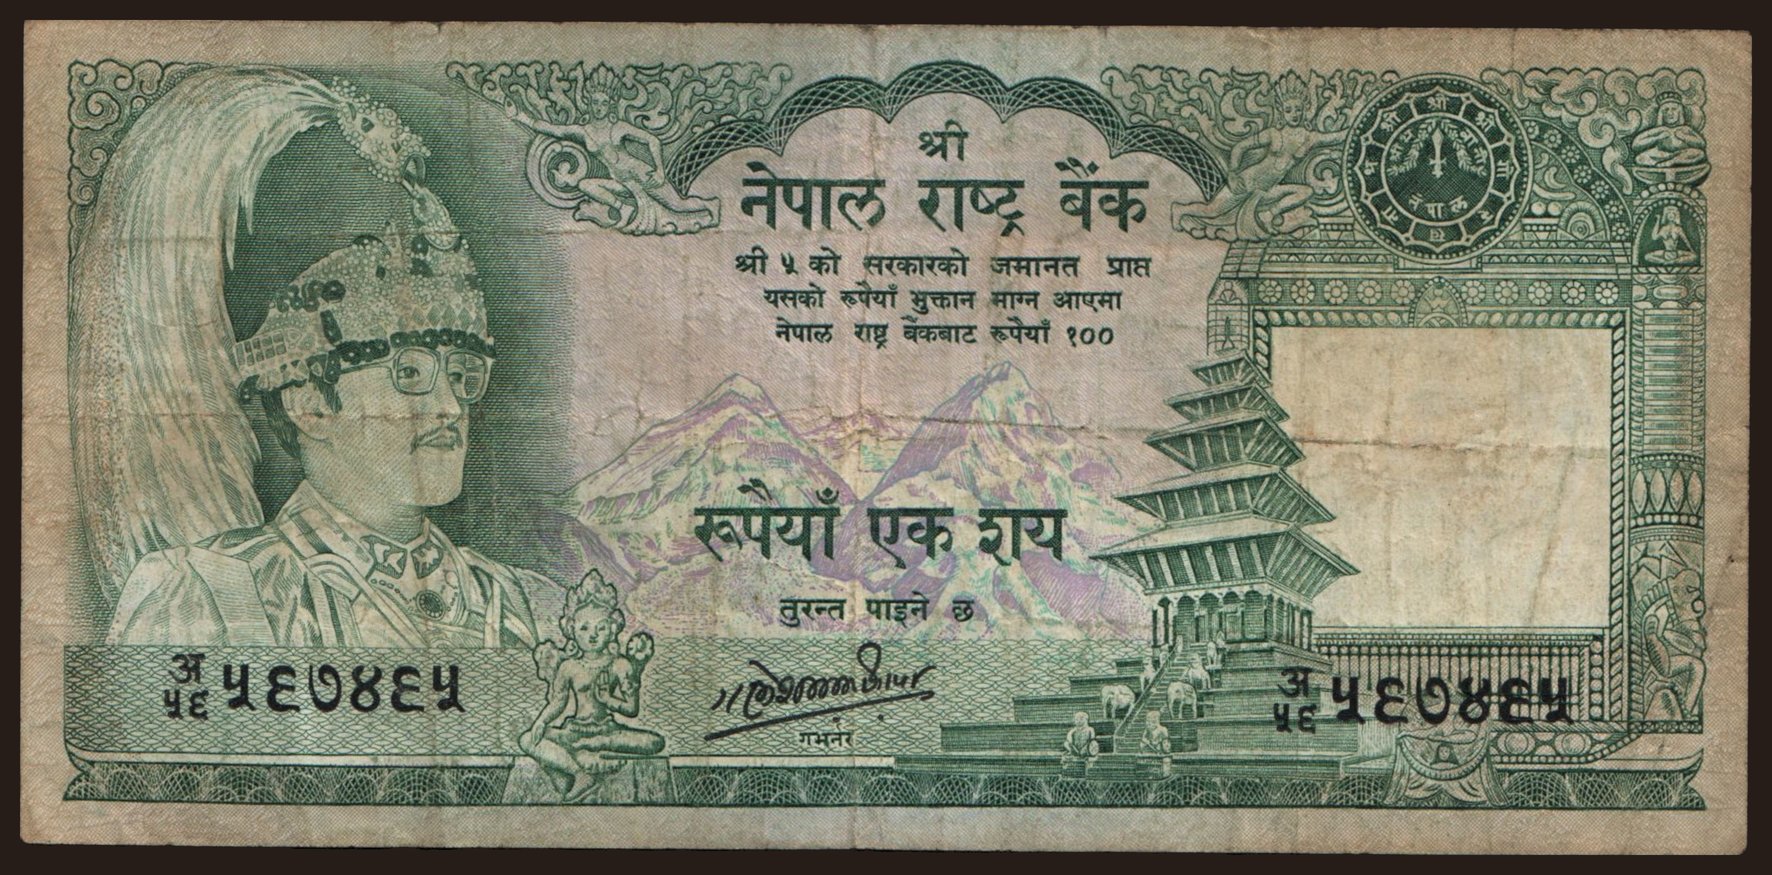 श्री
नेपाल राष्ट्र बैंक
श्री ५ को सरकारको जमानत प्राप्त
यसको रूपैयाँ भुक्तान माग्न आएमा
नेपाल राष्ट्र बैंकबाट रूपैयाँ १००
रूपैयाँ एक शय
तुरन्त पाइने छ
गभर्नर
अ
५६ ५६७४६५
अ
५६ ५६७४६५
नेपाल